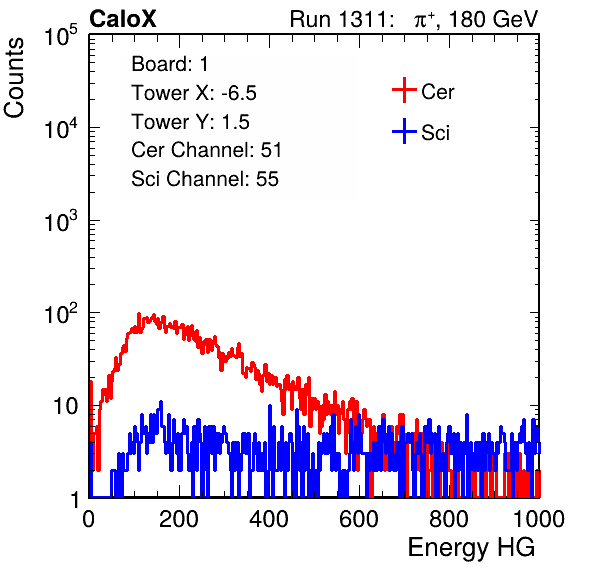 CaloX Run 1311: π⁺, 180 GeV
Counts
10⁵
10⁴
10³
10²
10
1
Board: 1
Tower X: -6.5
Tower Y: 1.5
Cer Channel: 51
Sci Channel: 55
Cer
Sci
0 200 400 600 800 1000
Energy HG